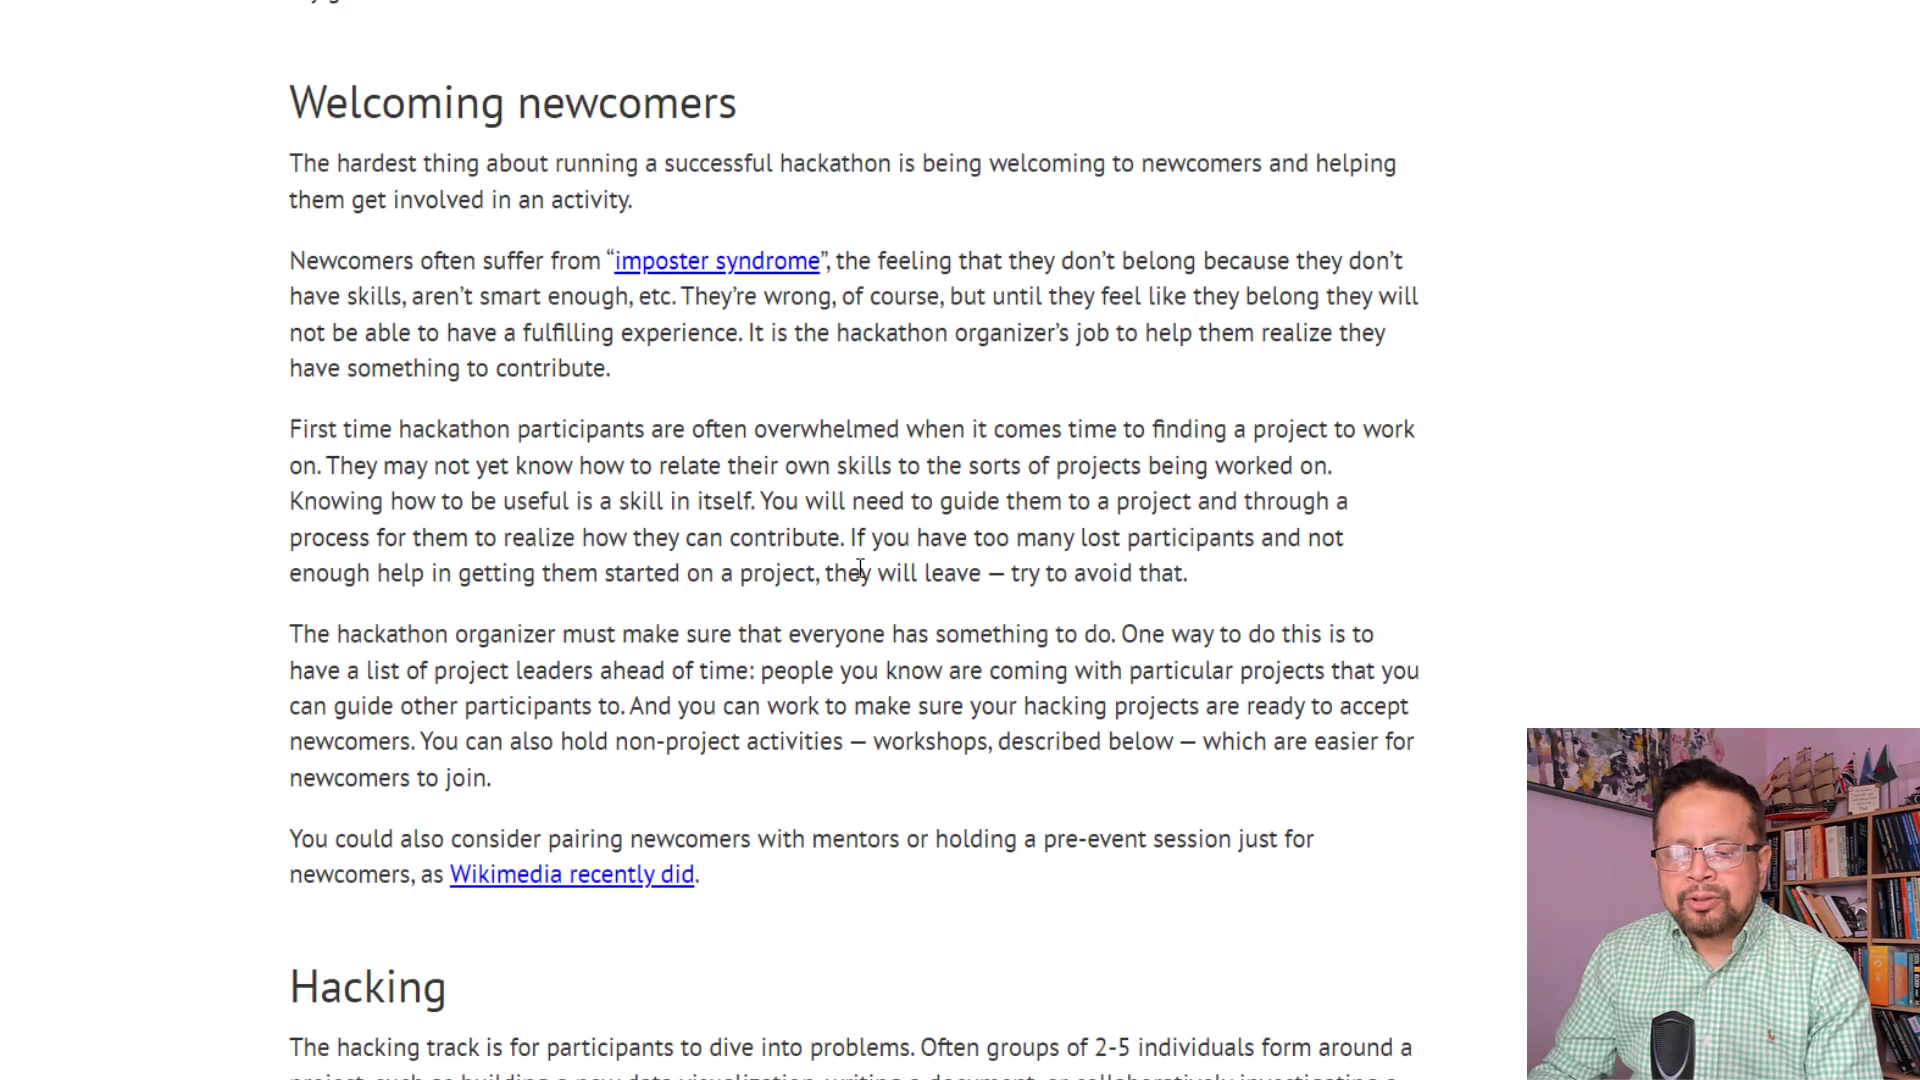 Welcoming newcomers
The hardest thing about running a successful hackathon is being welcoming to newcomers and helping
them get involved in an activity.
Newcomers often suffer from “imposter syndrome”, the feeling that they don’t belong because they don’t
have skills, aren’t smart enough, etc. They’re wrong, of course, but until they feel like they belong they will
not be able to have a fulfilling experience. It is the hackathon organizer’s job to help them realize they
have something to contribute.
First time hackathon participants are often overwhelmed when it comes time to finding a project to work
on. They may not yet know how to relate their own skills to the sorts of projects being worked on.
Knowing how to be useful is a skill in itself. You will need to guide them to a project and through a
process for them to realize how they can contribute. If you have too many lost participants and not
enough help in getting them started on a project, they will leave — try to avoid that.
The hackathon organizer must make sure that everyone has something to do. One way to do this is to
have a list of project leaders ahead of time: people you know are coming with particular projects that you
can guide other participants to. And you can work to make sure your hacking projects are ready to accept
newcomers. You can also hold non-project activities — workshops, described below — which are easier for
newcomers to join.
You could also consider pairing newcomers with mentors or holding a pre-event session just for
newcomers, as Wikimedia recently did.
Hacking
The hacking track is for participants to dive into problems. Often groups of 2-5 individuals form around a